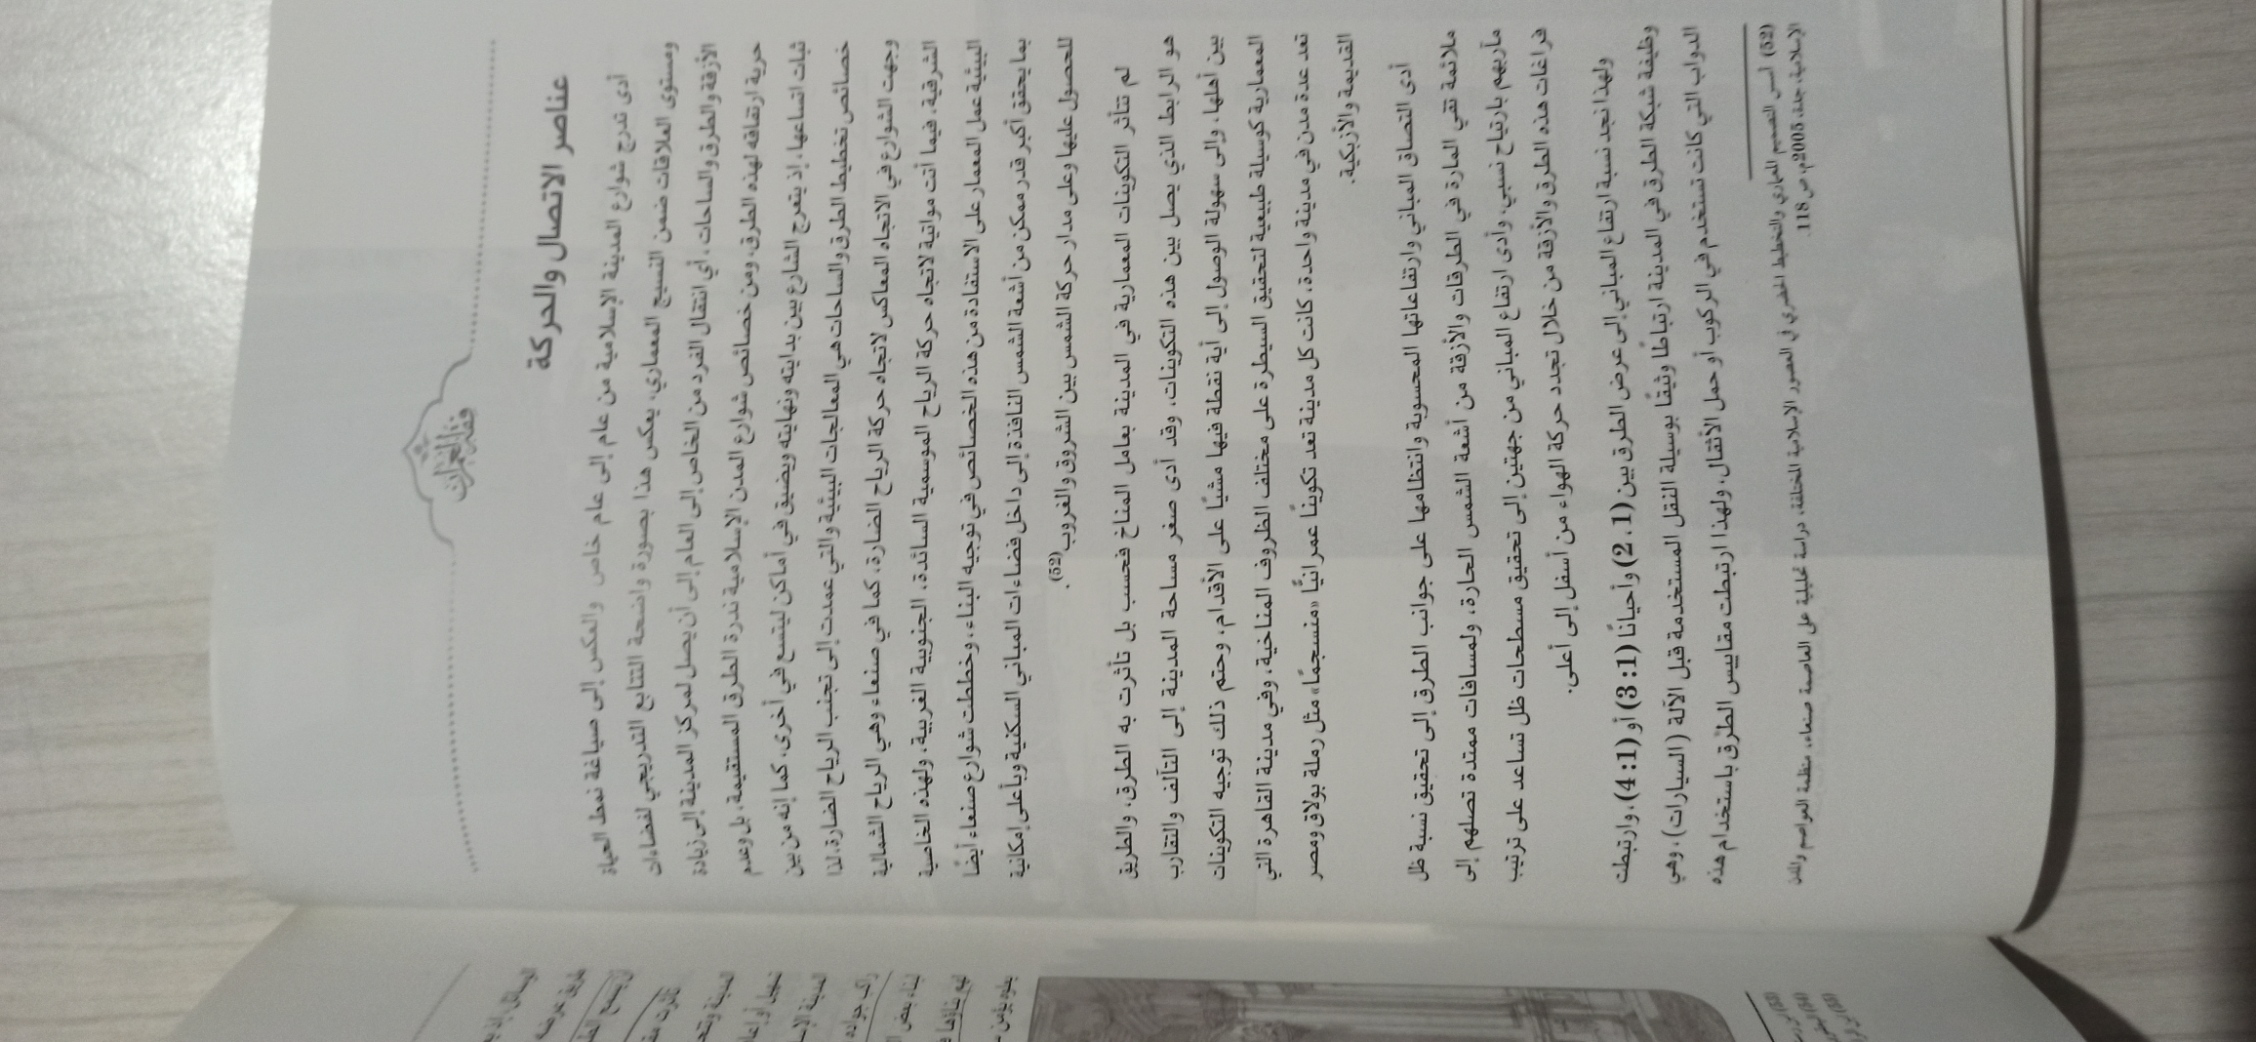 فقه العمران
عناصر الاتصال والحركة
أدى تدرج شوارع المدينة الإسلامية من عام إلى عام خاص والعكس إلى صياغة نمط الحياة
ومستوى العلاقات ضمن النسيج المعماري، يعكس هذا بصورة واضحة التتابع التدريجي لفضاءات
الأزقة والطرق والساحات، أي انتقال الفرد من الخاص إلى العام إلى أن يصل لمركز المدينة إلى زيادة
حرية ارتفاقه لهذه الطرق، ومن خصائص شوارع المدن الإسلامية ندرة الطرق المستقيمة، بل وعدم
ثبات اتساعها، إذ يتعرج الشارع بين بدايته ونهايته ويضيق في أماكن ليتسع في أخرى، كما إنه من بين
خصائص تخطيط الطرق والساحات هي المعالجات البيئية والتي عمدت إلى تجنب الرياح الضارة، لذا
وجهت الشوارع في الاتجاه المعاكس لاتجاه حركة الرياح الضارة، كما في صنعاء وهي الرياح الشمالية
الشرقية، فيما أتت مواتية لاتجاه حركة الرياح الموسمية السائدة، الجنوبية الغربية، ولهذه الخاصية
البيئية عمل المعمار على الاستفادة من هذه الخصائص في توجيه البناء، وخططت شوارع صنعاء أيضًا
بما يحقق أكبر قدر ممكن من أشعة الشمس النافذة إلى داخل فضاءات المباني السكنية وبأعلى إمكانية
للحصول عليها وعلى مدار حركة الشمس بين الشروق والغروب(52).
لم تتأثر التكوينات المعمارية في المدينة بعامل المناخ فحسب بل تأثرت به الطرق، والطريق
هو الرابط الذي يصل بين هذه التكوينات، وقد أدى صغر مساحة المدينة إلى التآلف والتقارب
بين أهلها، وإلى سهولة الوصول إلى أية نقطة فيها مشيًا على الأقدام، وحتم ذلك توجيه التكوينات
المعمارية كوسيلة طبيعية لتحقيق السيطرة على مختلف الظروف المناخية، وفي مدينة القاهرة التي
تعد عدة مدن في مدينة واحدة، كانت كل مدينة تعد تكوينًا عمرانيًا «منسجمًا» مثل رملة بولاق ومصر
القديمة والأزبكية.
أدى التصاق المباني وارتفاعاتها المحسوبة وانتظامها على جوانب الطرق إلى تحقيق نسبة ظل
ملائمة تقي المارة في الطرقات والأزقة من أشعة الشمس الحارة، ولمسافات ممتدة تصلهم إلى
مآربهم بارتياح نسبي، وأدى ارتفاع المباني من جهتين إلى تحقيق مسطحات ظل تساعد على ترتيب
فراغات هذه الطرق والأزقة من خلال تجدد حركة الهواء من أسفل إلى أعلى.
ولهذا نجد نسبة ارتفاع المباني إلى عرض الطرق بين (1، 2) وأحيانًا (1: 3) أو (1: 4)، وارتبطت
وظيفة شبكة الطرق في المدينة ارتباطًا وثيقًا بوسيلة النقل المستخدمة قبل الآلة (السيارات)، وهي
الدواب التي كانت تستخدم في الركوب أو حمل الأثقال، ولهذا ارتبطت مقاييس الطرق باستخدام هذه
(52) أسس التصميم المعماري والتخطيط الحضري في العصور الإسلامية المختلفة، دراسة تحليلية على العاصمة صنعاء، منظمة العواصم والمدن
الإسلامية، جدة، 2005م، ص 118.